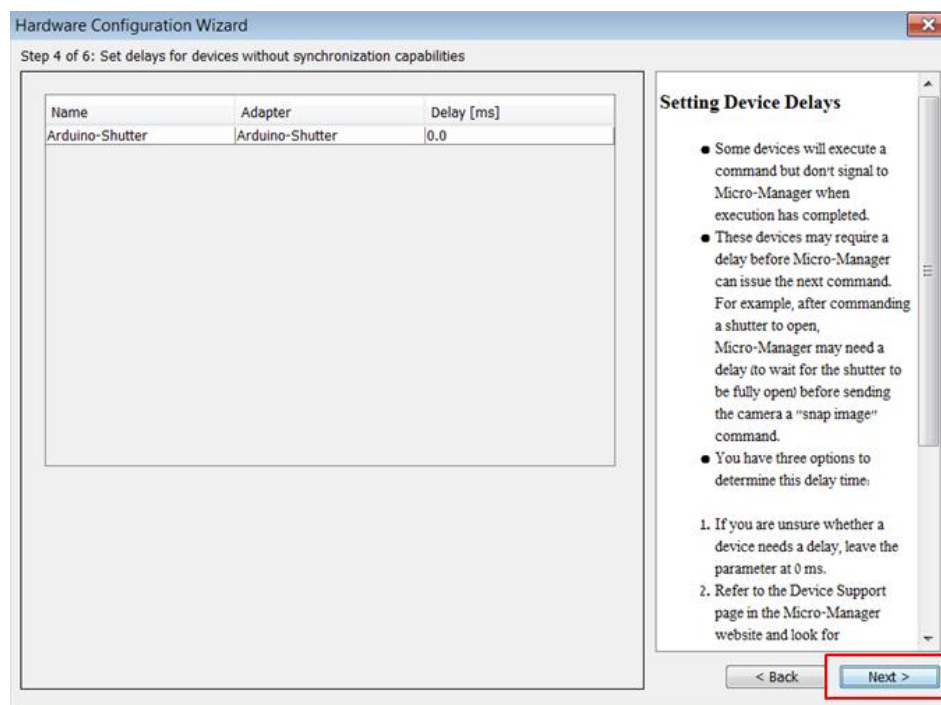 Hardware Configuration Wizard
Step 4 of 6: Set delays for devices without synchronization capabilities
Name Adapter Delay [ms]
Arduino-Shutter Arduino-Shutter 0.0
Setting Device Delays
Some devices will execute a
command but don't signal to
Micro-Manager when
execution has completed.
These devices may require a
delay before Micro-Manager
can issue the next command.
For example, after commanding
a shutter to open,
Micro-Manager may need a
delay (to wait for the shutter to
be fully open) before sending
the camera a "snap image"
command.
You have three options to
determine this delay time:
1. If you are unsure whether a
device needs a delay, leave the
parameter at 0 ms.
2. Refer to the Device Support
page in the Micro-Manager
website and look for
< Back Next >